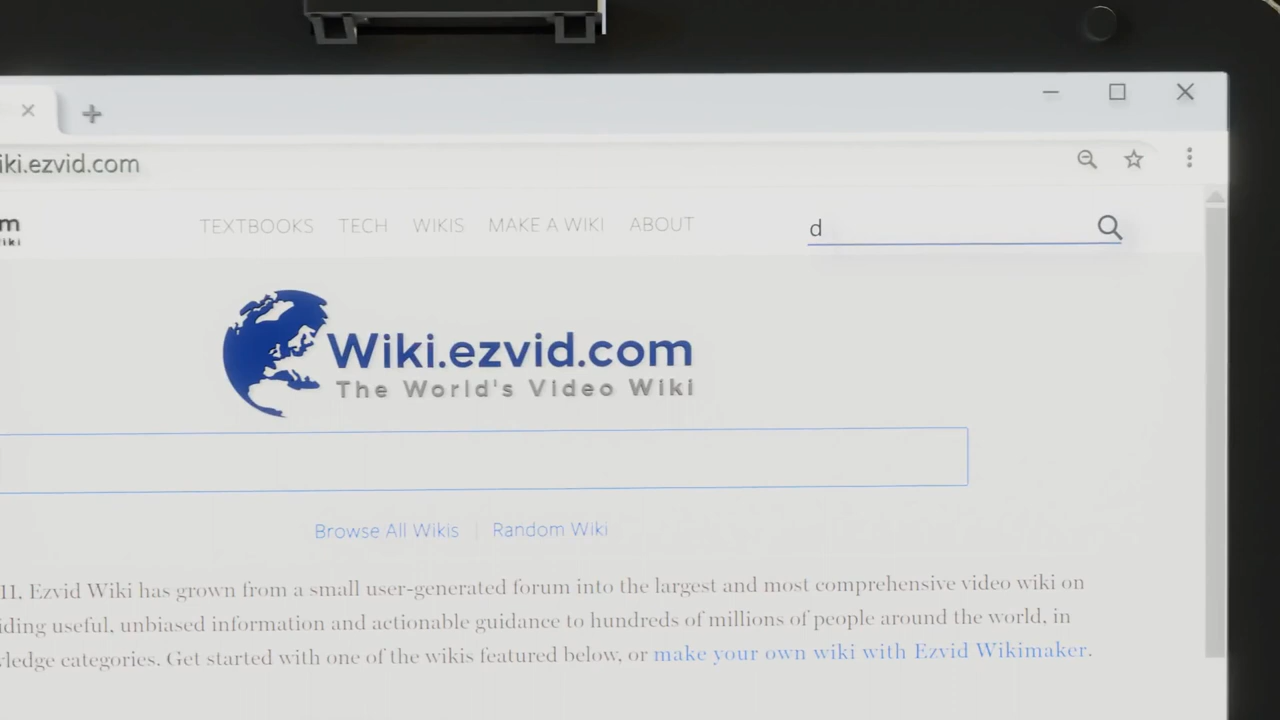 iki.ezvid.com
m
iki
TEXTBOOKS TECH WIKIS MAKE A WIKI ABOUT
d
Wiki.ezvid.com
The World's Video Wiki
Browse All Wikis | Random Wiki
11. Ezvid Wiki has grown from a small user-generated forum into the largest and most comprehensive video wiki on
iding useful, unbiased information and actionable guidance to hundreds of millions of people around the world, in
ledge categories. Get started with one of the wikis featured below, or make your own wiki with Ezvid Wikimaker.